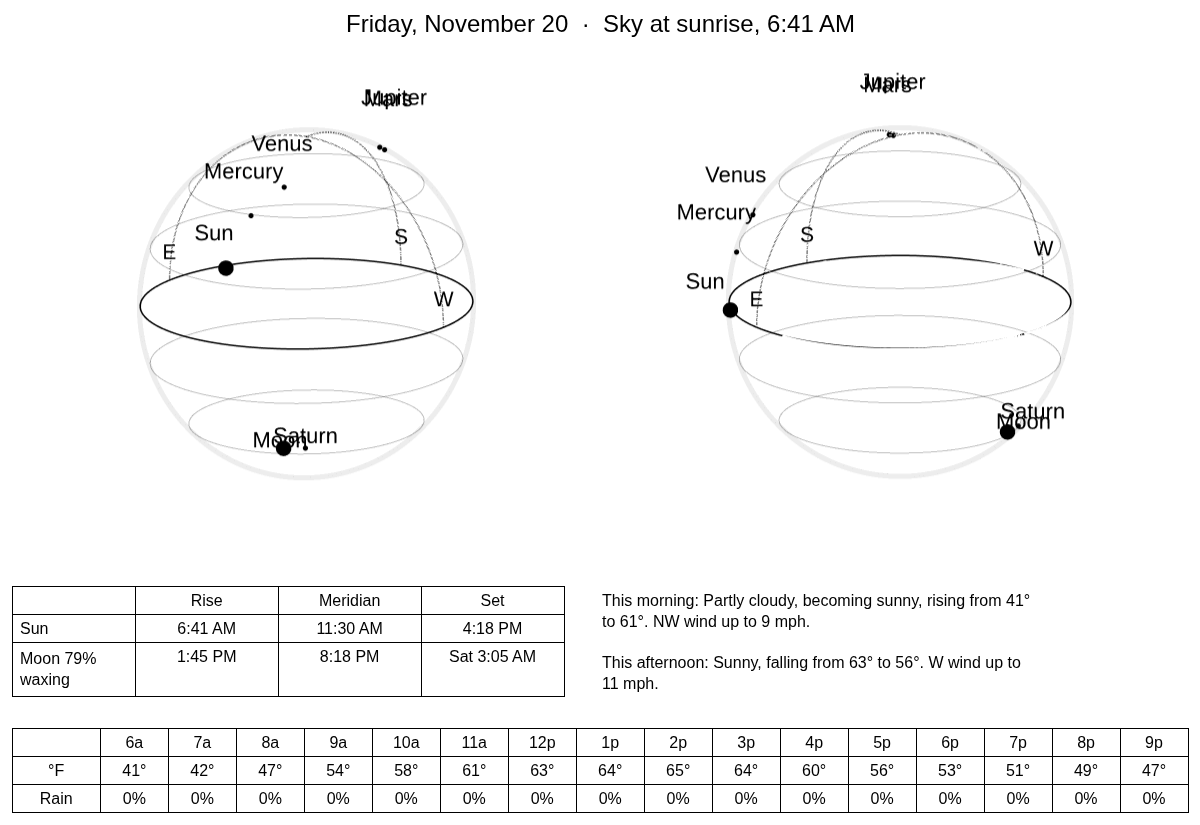 Friday, November 20 · Sky at sunrise, 6:41 AM
Jupiter
Mars
Venus
Mercury
Sun
E
S
W
Saturn
Moon
Jupiter
Mars
Venus
Mercury
Sun
S
W
E
Saturn
Moon
Rise Meridian Set
Sun 6:41 AM 11:30 AM 4:18 PM
Moon 79% waxing 1:45 PM 8:18 PM Sat 3:05 AM
This morning: Partly cloudy, becoming sunny, rising from 41°
to 61°. NW wind up to 9 mph.
This afternoon: Sunny, falling from 63° to 56°. W wind up to
11 mph.
6a 7a 8a 9a 10a 11a 12p 1p 2p 3p 4p 5p 6p 7p 8p 9p
°F 41° 42° 47° 54° 58° 61° 63° 64° 65° 64° 60° 56° 53° 51° 49° 47°
Rain 0% 0% 0% 0% 0% 0% 0% 0% 0% 0% 0% 0% 0% 0% 0% 0%